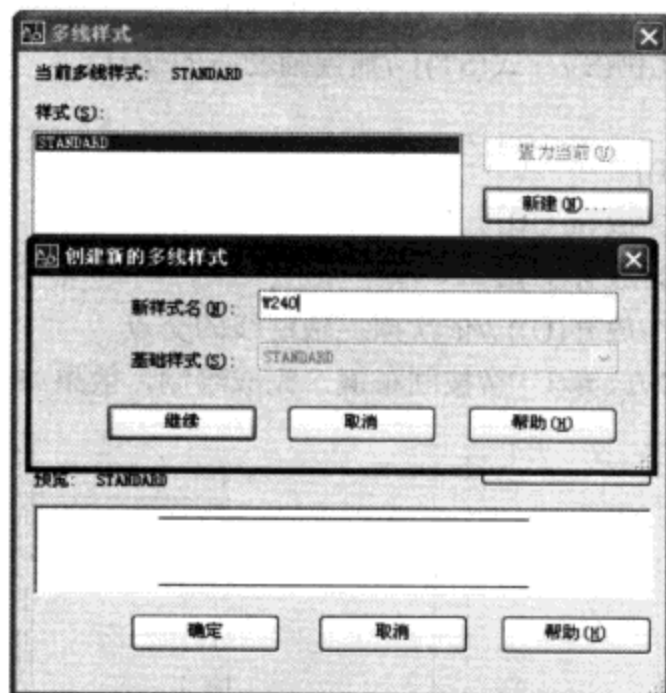 多线样式
当前多线样式: STANDARD
样式(S):
STANDARD
置为当前(U)
新建(N)...
创建新的多线样式
新样式名(N): W240
基础样式(S): STANDARD
继续
取消
帮助(H)
预览: STANDARD
确定
取消
帮助(H)